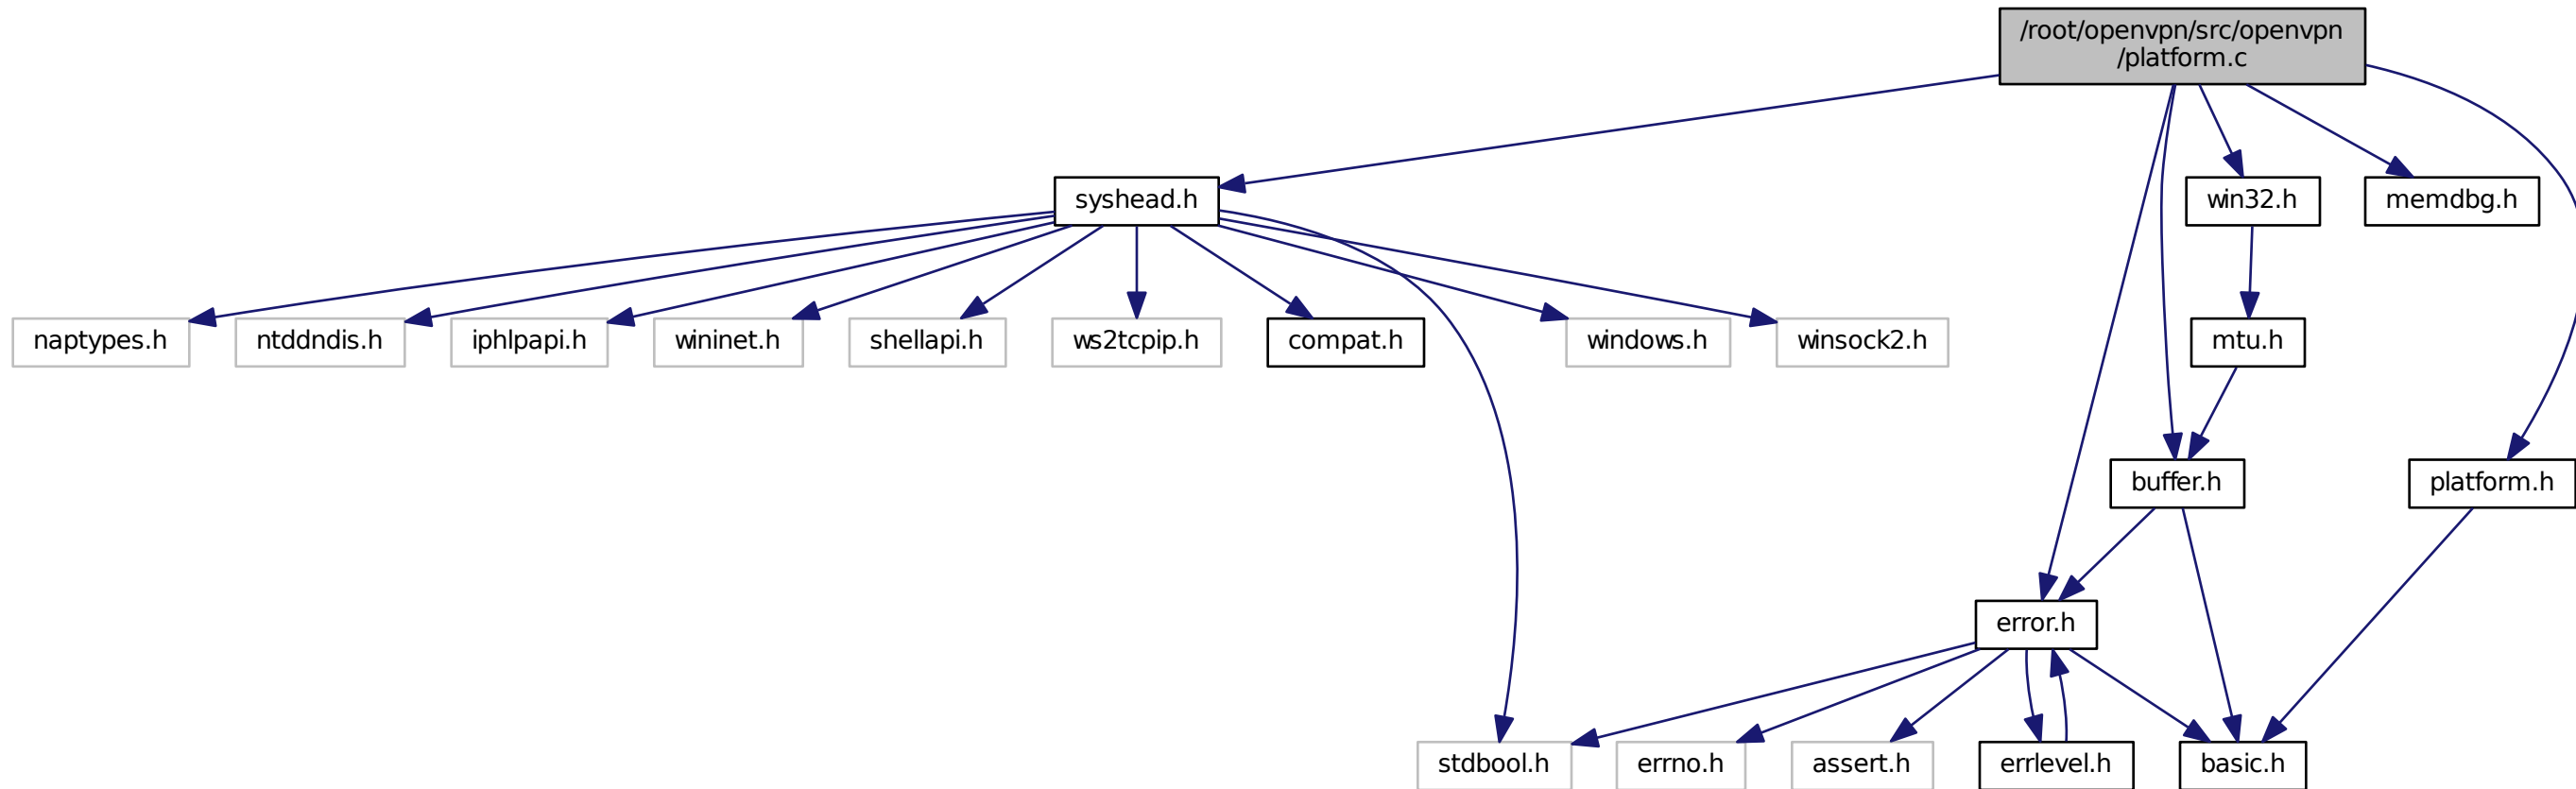 /root/openvpn/src/openvpn
/platform.c
syshead.h
win32.h
memdbg.h
naptypes.h
ntddndis.h
iphlpapi.h
wininet.h
shellapi.h
ws2tcpip.h
compat.h
windows.h
winsock2.h
mtu.h
buffer.h
platform.h
error.h
stdbool.h
errno.h
assert.h
errlevel.h
basic.h